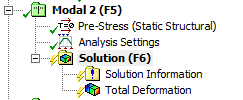 Modal 2 (F5)
Pre-Stress (Static Structural)
Analysis Settings
Solution (F6)
Solution Information
Total Deformation